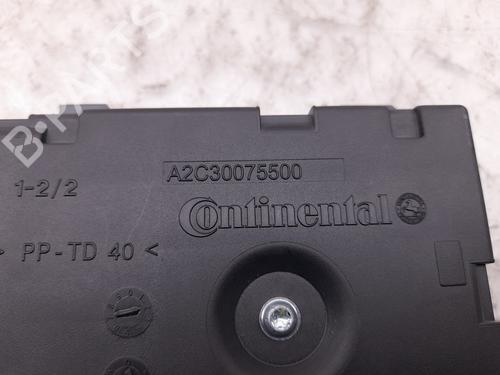 B-PARTS
A2C30075500
1-2/2
Continental
> PP-TD 40 <